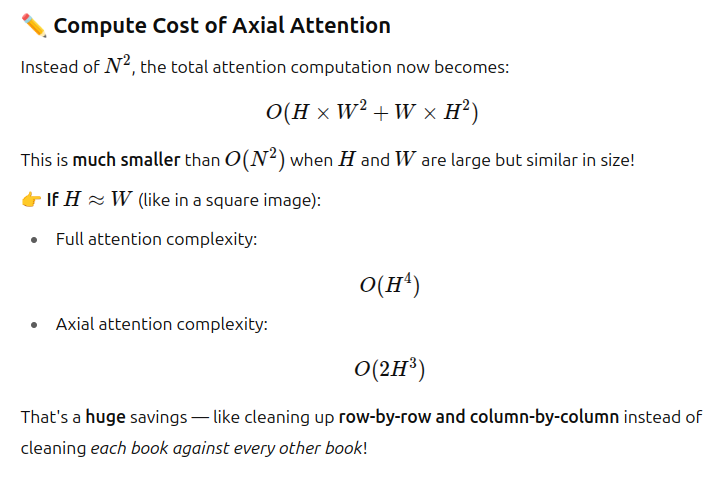 ✏️ Compute Cost of Axial Attention
Instead of N², the total attention computation now becomes:
O(H × W² + W × H²)
This is much smaller than O(N²) when H and W are large but similar in size!
👉 If H ≈ W (like in a square image):
• Full attention complexity:
O(H⁴)
• Axial attention complexity:
O(2H³)
That's a huge savings — like cleaning up row-by-row and column-by-column instead of
cleaning each book against every other book!